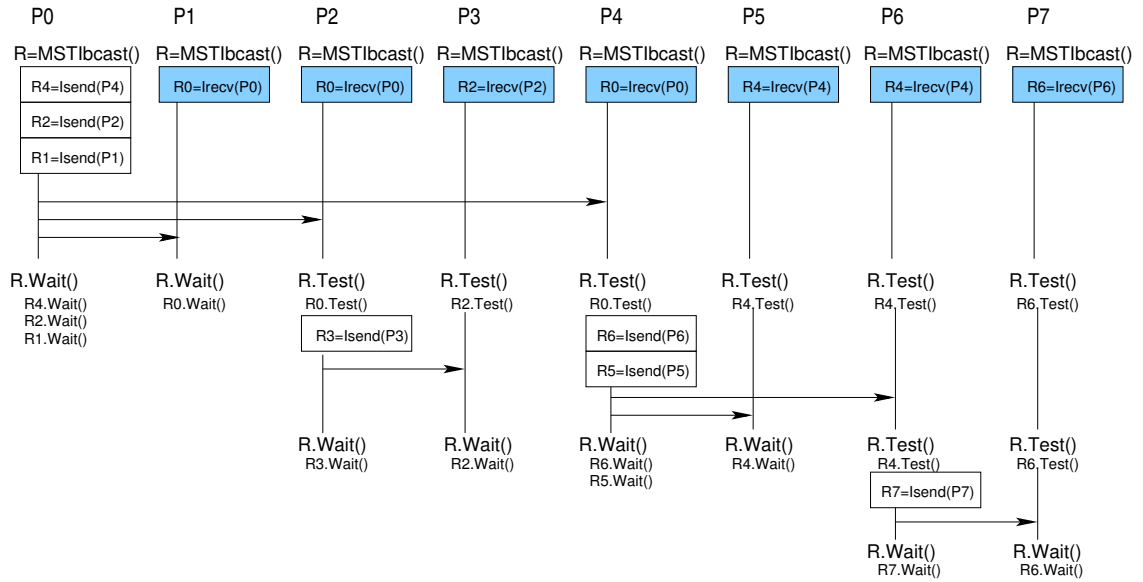 P0 P1 P2 P3 P4 P5 P6 P7
R=MSTIbcast() R=MSTIbcast() R=MSTIbcast() R=MSTIbcast() R=MSTIbcast() R=MSTIbcast() R=MSTIbcast() R=MSTIbcast()
R4=Isend(P4) R0=Irecv(P0) R0=Irecv(P0) R2=Irecv(P2) R0=Irecv(P0) R4=Irecv(P4) R4=Irecv(P4) R6=Irecv(P6)
R2=Isend(P2)
R1=Isend(P1)
R.Wait() R.Wait() R.Test() R.Test() R.Test() R.Test() R.Test() R.Test()
R4.Wait() R0.Wait() R0.Test() R2.Test() R0.Test() R4.Test() R4.Test() R6.Test()
R2.Wait()
R1.Wait()
R3=Isend(P3) R6=Isend(P6)
R5=Isend(P5)
R.Wait() R.Wait() R.Wait() R.Wait() R.Test() R.Test()
R3.Wait() R2.Wait() R6.Wait() R4.Wait() R4.Test() R6.Test()
R5.Wait()
R7=Isend(P7)
R.Wait() R.Wait()
R7.Wait() R6.Wait()